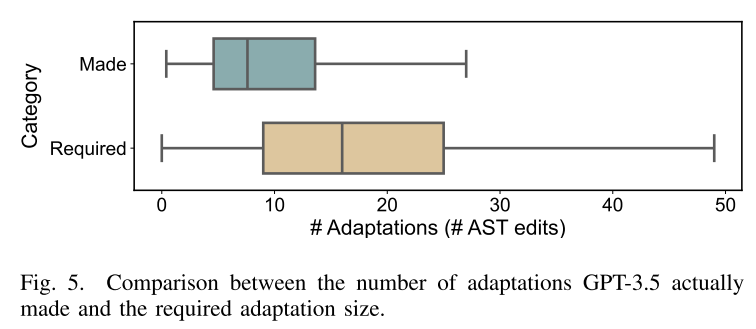 Category
Made
Required
0 10 20 30 40 50
# Adaptations (# AST edits)
Fig. 5. Comparison between the number of adaptations GPT-3.5 actually
made and the required adaptation size.